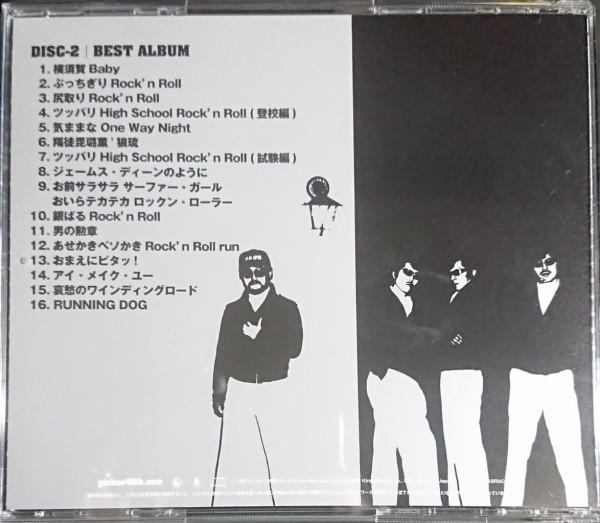 DISC-2 | BEST ALBUM
1. 横須賀 Baby
2. ぶっちぎり Rock'n Roll
3. 尻取り Rock'n Roll
4. ツッパリ High School Rock'n Roll ( 登校編 )
5. 気ままな One Way Night
6. 羯徒毘璐薫'狼琉
7. ツッパリ High School Rock'n Roll ( 試験編 )
8. ジェームス・ディーンのように
9. お前サラサラ サーファー・ガール
おいらテカテカ ロックン・ローラー
10. 銀ばる Rock'n Roll
11. 男の勲章
12. あせかきベソかき Rock'n Roll run
13. おまえにピタッ！
14. アイ・メイク・ユー
15. 哀愁のワインディングロード
16. RUNNING DOG